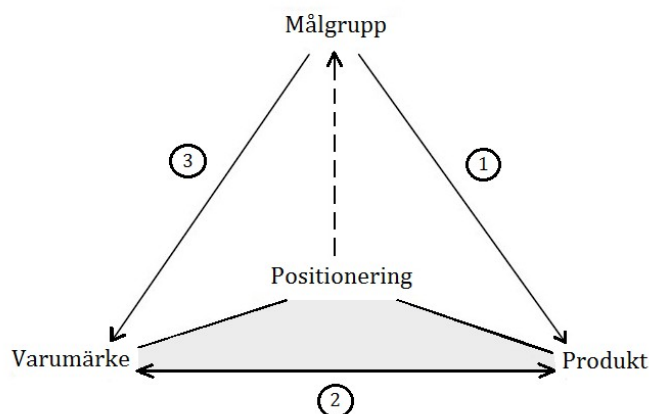 Målgrupp
3
1
Positionering
Varumärke
Produkt
2